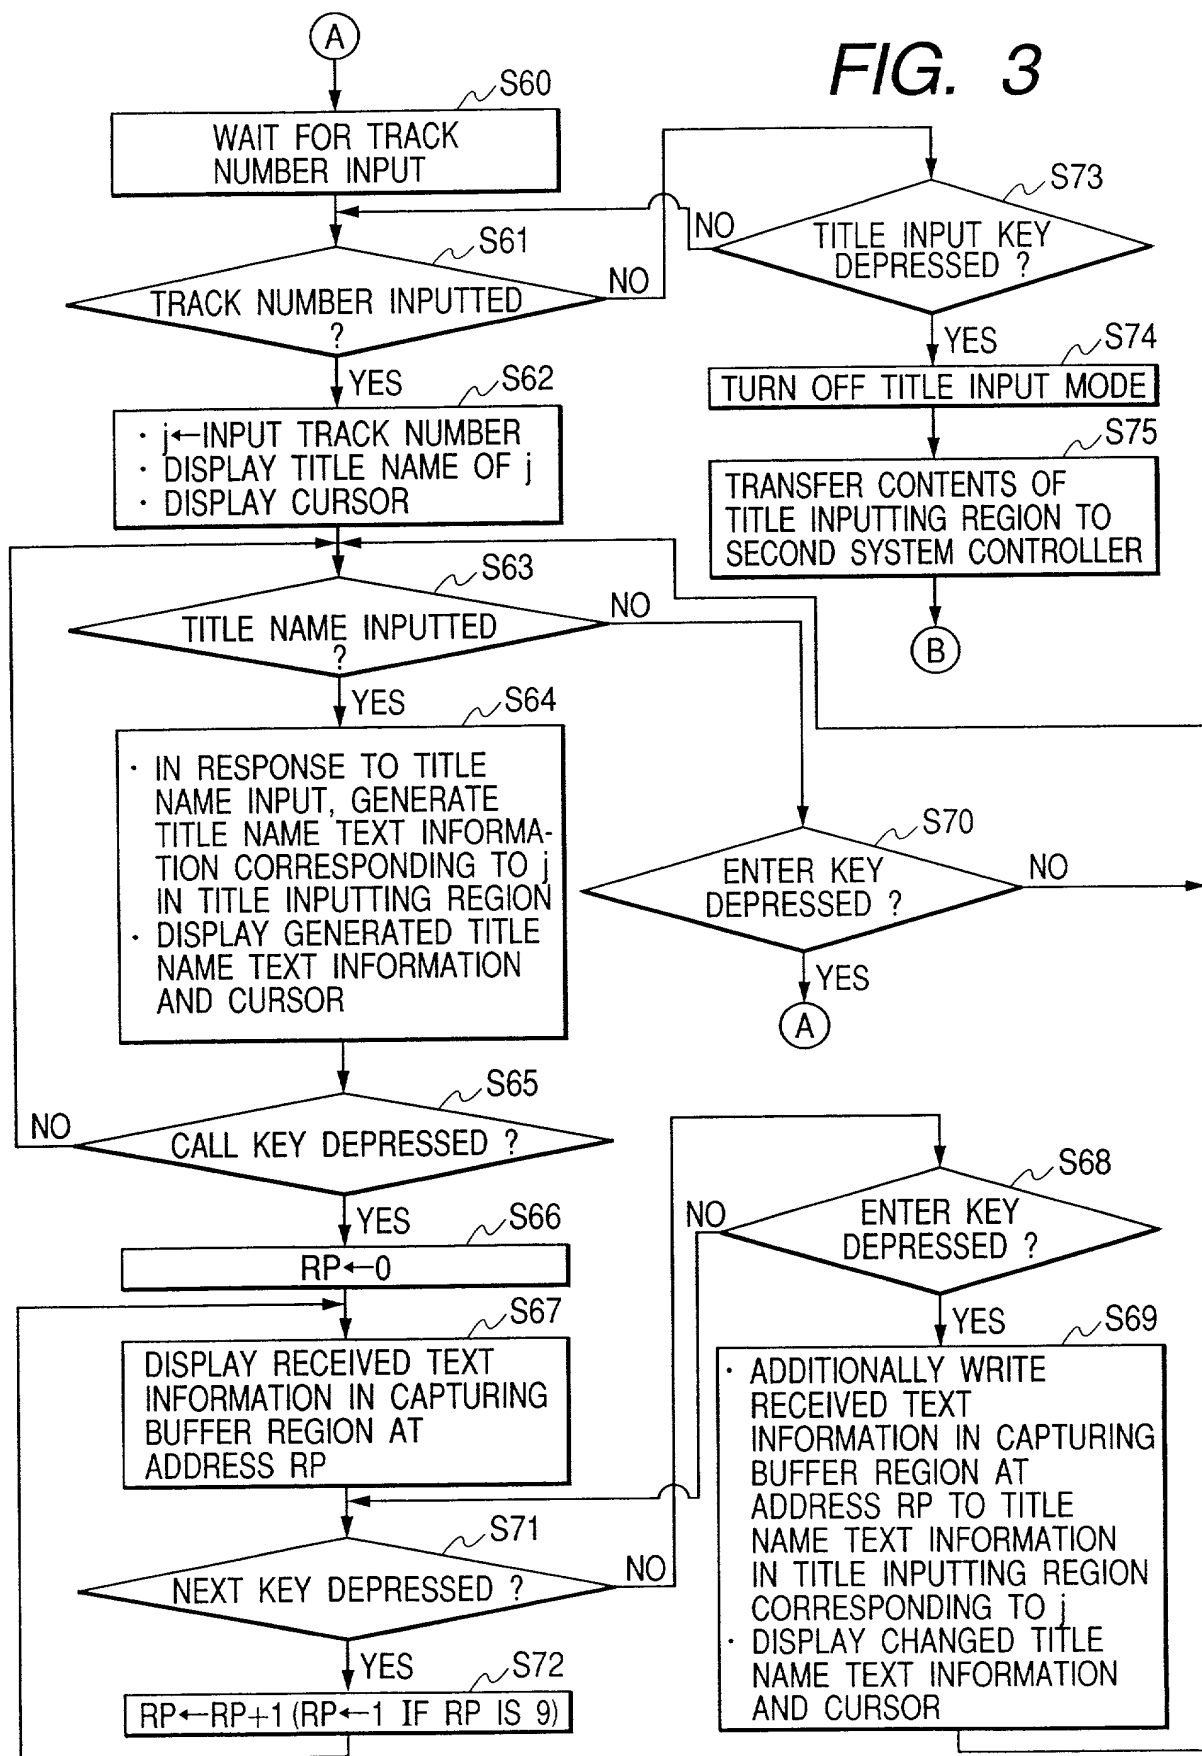 FIG. 3
A
S60
WAIT FOR TRACK
NUMBER INPUT
S61
TRACK NUMBER INPUTTED
?
NO
YES
S73
TITLE INPUT KEY
DEPRESSED ?
NO
YES
S74
TURN OFF TITLE INPUT MODE
S75
TRANSFER CONTENTS OF
TITLE INPUTTING REGION TO
SECOND SYSTEM CONTROLLER
B
S62
· j←INPUT TRACK NUMBER
· DISPLAY TITLE NAME OF j
· DISPLAY CURSOR
S63
TITLE NAME INPUTTED
?
NO
YES
S64
· IN RESPONSE TO TITLE
NAME INPUT, GENERATE
TITLE NAME TEXT INFORMA-
TION CORRESPONDING TO j
IN TITLE INPUTTING REGION
· DISPLAY GENERATED TITLE
NAME TEXT INFORMATION
AND CURSOR
S70
ENTER KEY
DEPRESSED ?
NO
YES
A
S65
CALL KEY DEPRESSED ?
NO
YES
S66
RP←0
S67
DISPLAY RECEIVED TEXT
INFORMATION IN CAPTURING
BUFFER REGION AT
ADDRESS RP
S71
NEXT KEY DEPRESSED ?
NO
YES
S72
RP←RP+1 (RP←1 IF RP IS 9)
S68
ENTER KEY
DEPRESSED ?
NO
YES
S69
· ADDITIONALLY WRITE
RECEIVED TEXT
INFORMATION IN CAPTURING
BUFFER REGION AT
ADDRESS RP TO TITLE
NAME TEXT INFORMATION
IN TITLE INPUTTING REGION
CORRESPONDING TO j
· DISPLAY CHANGED TITLE
NAME TEXT INFORMATION
AND CURSOR